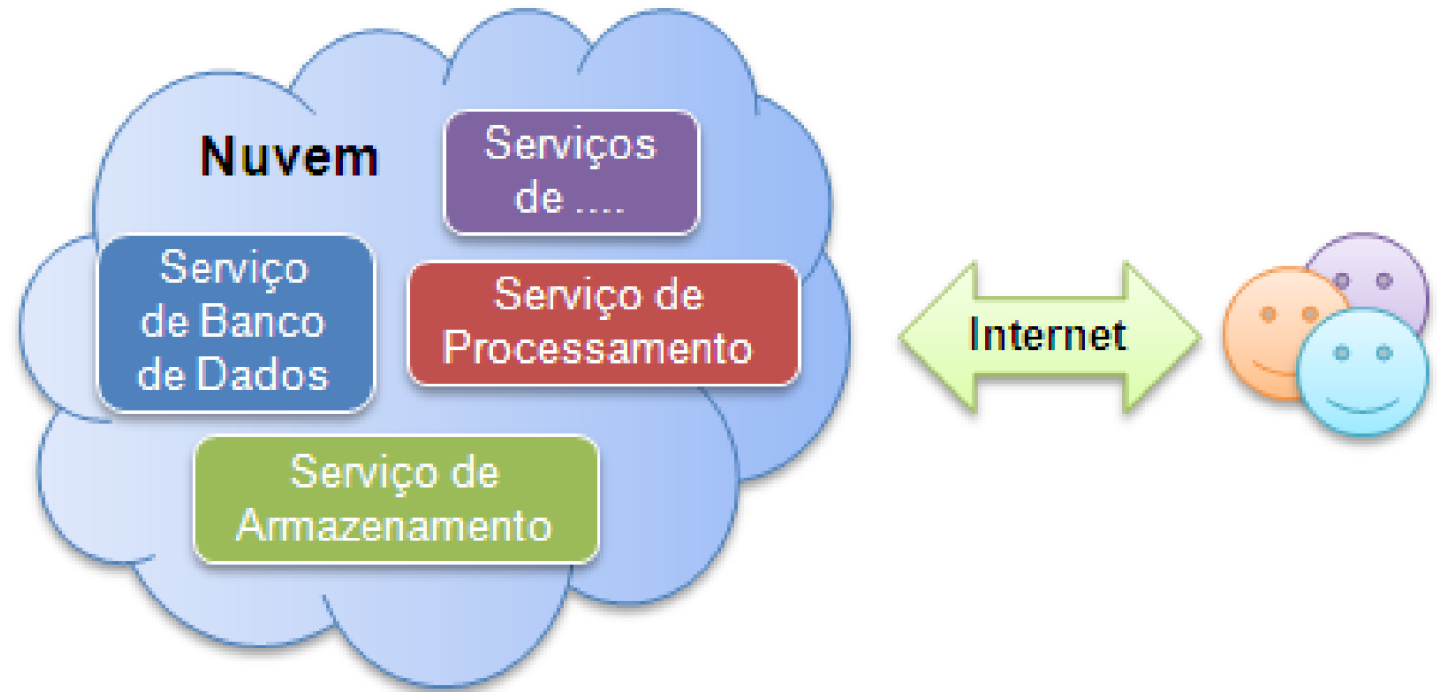 Nuvem
Serviços
de ....
Serviço
de Banco
de Dados
Serviço de
Processamento
Serviço de
Armazenamento
Internet